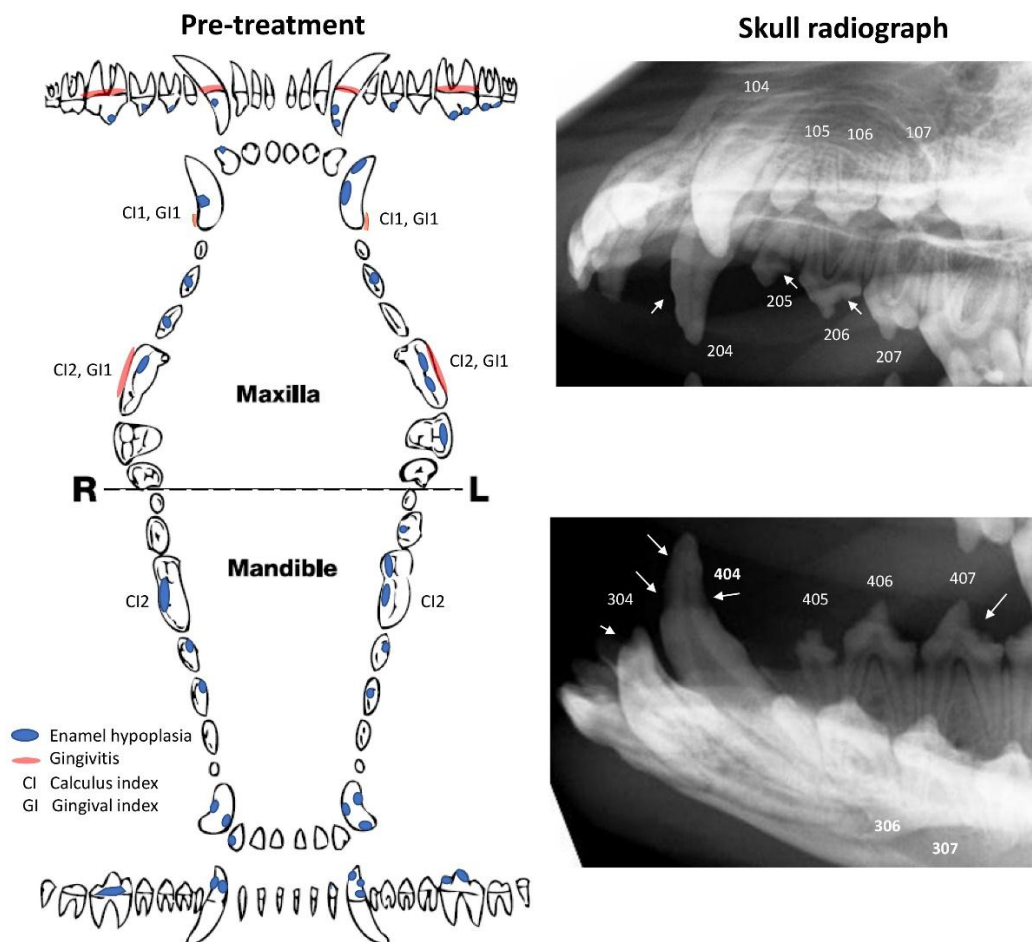 Pre-treatment
CI1, GI1
CI1, GI1
CI2, GI1
CI2, GI1
Maxilla
R
L
Mandible
CI2
CI2
Enamel hypoplasia
Gingivitis
CI Calculus index
GI Gingival index
Skull radiograph
104
105
106
107
204
205
206
207
304
404
405
406
407
306
307